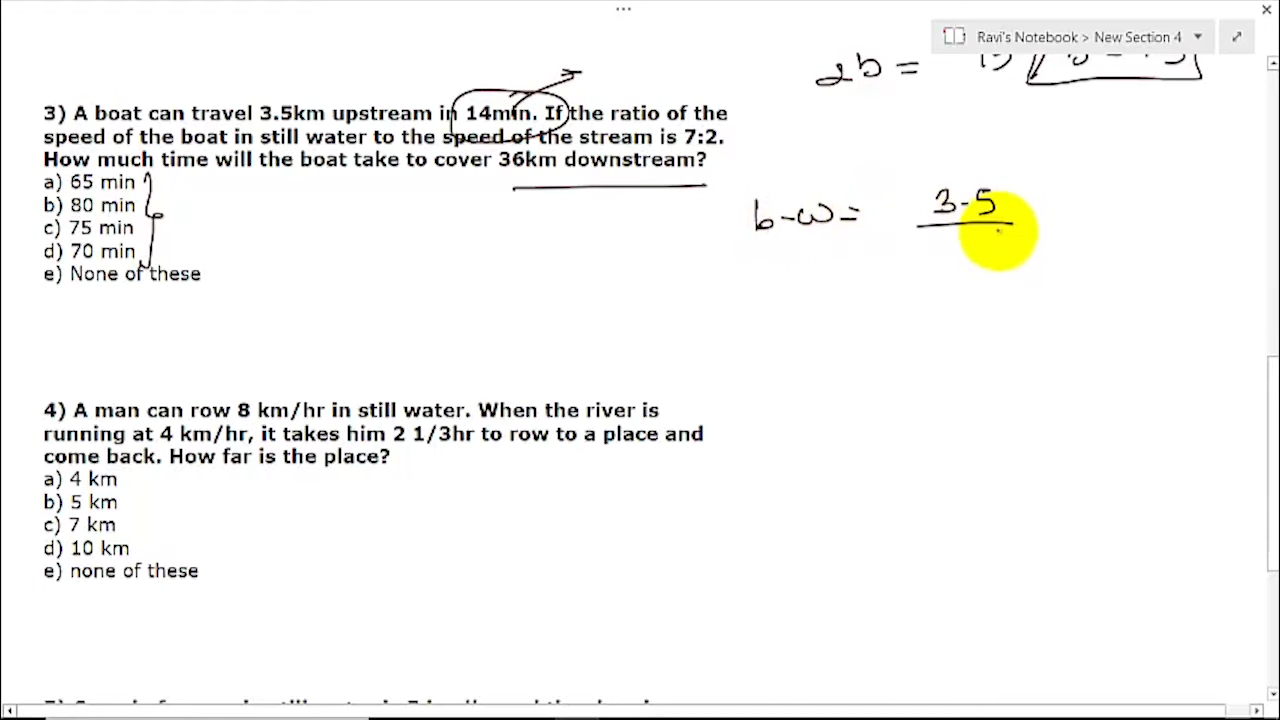 Ravi's Notebook > New Section 4
2b =
3) A boat can travel 3.5km upstream in 14min. If the ratio of the
speed of the boat in still water to the speed of the stream is 7:2.
How much time will the boat take to cover 36km downstream?
a) 65 min
b) 80 min
c) 75 min
d) 70 min
e) None of these
b-w= 3.5
4) A man can row 8 km/hr in still water. When the river is
running at 4 km/hr, it takes him 2 1/3hr to row to a place and
come back. How far is the place?
a) 4 km
b) 5 km
c) 7 km
d) 10 km
e) none of these